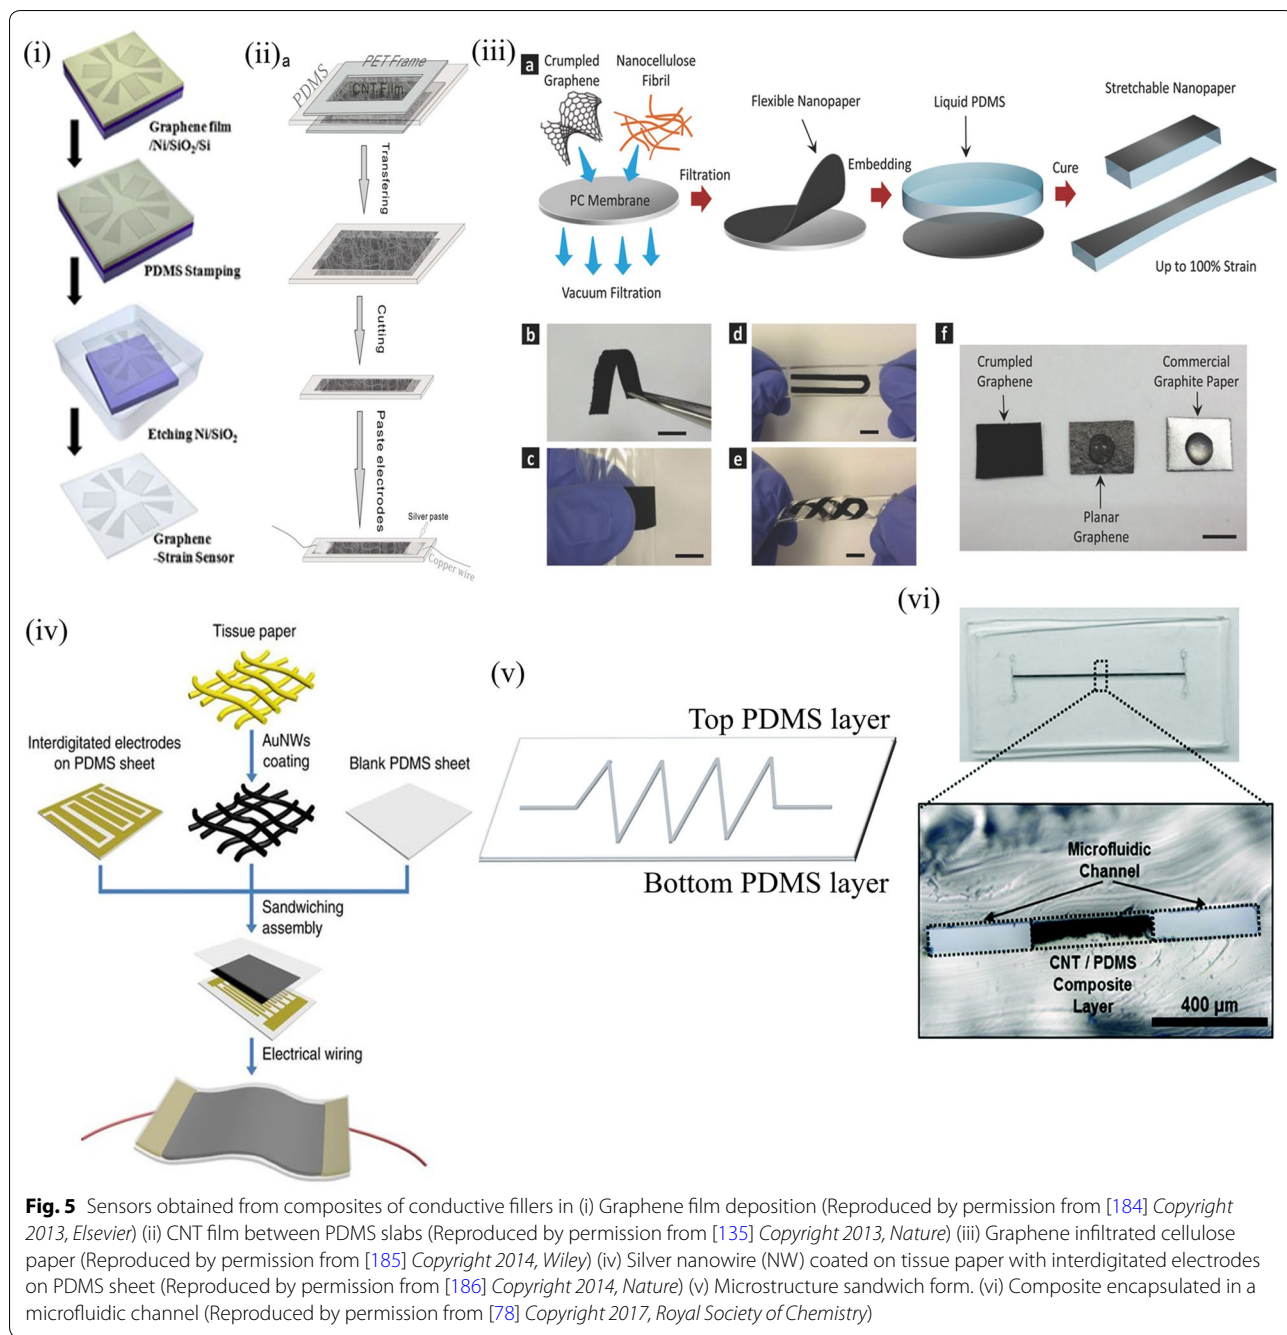 (i)
Graphene film
/Ni/SiO₂/Si
PDMS Stamping
Etching Ni/SiO₂
Graphene
-Strain Sensor
(ii)
a
PDMS
PET Frame
CNT Film
Transfering
Cutting
Paste electrodes
Silver paste
Copper wire
(iii)
a
Crumpled
Graphene
Nanocellulose
Fibril
PC Membrane
Vacuum Filtration
Filtration
Flexible Nanopaper
Embedding
Liquid PDMS
Cure
Stretchable Nanopaper
Up to 100% Strain
b
c
d
e
f
Crumpled
Graphene
Commercial
Graphite Paper
Planar
Graphene
(iv)
Tissue paper
AuNWs
coating
Interdigitated electrodes
on PDMS sheet
Blank PDMS sheet
Sandwiching
assembly
Electrical wiring
(v)
Top PDMS layer
Bottom PDMS layer
(vi)
Microfluidic
Channel
CNT / PDMS
Composite
Layer
400 µm
Fig. 5 Sensors obtained from composites of conductive fillers in (i) Graphene film deposition (Reproduced by permission from [184] Copyright
2013, Elsevier) (ii) CNT film between PDMS slabs (Reproduced by permission from [135] Copyright 2013, Nature) (iii) Graphene infiltrated cellulose
paper (Reproduced by permission from [185] Copyright 2014, Wiley) (iv) Silver nanowire (NW) coated on tissue paper with interdigitated electrodes
on PDMS sheet (Reproduced by permission from [186] Copyright 2014, Nature) (v) Microstructure sandwich form. (vi) Composite encapsulated in a
microfluidic channel (Reproduced by permission from [78] Copyright 2017, Royal Society of Chemistry)